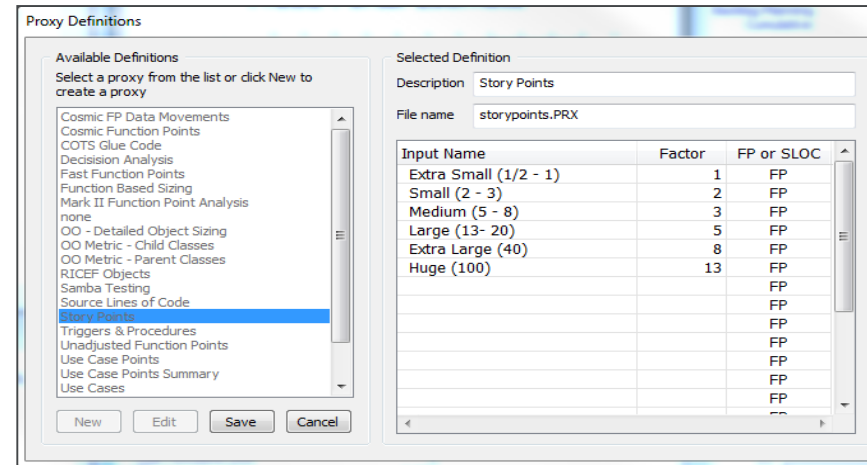 Proxy Definitions
Available Definitions
Select a proxy from the list or click New to
create a proxy
Cosmic FP Data Movements
Cosmic Function Points
COTS Glue Code
Decisision Analysis
Fast Function Points
Function Based Sizing
Mark II Function Point Analysis
none
OO - Detailed Object Sizing
OO Metric - Child Classes
OO Metric - Parent Classes
RICEF Objects
Samba Testing
Source Lines of Code
Story Points
Triggers & Procedures
Unadjusted Function Points
Use Case Points
Use Case Points Summary
Use Cases
New Edit Save Cancel
Selected Definition
Description Story Points
File name storypoints.PRX
Input Name Factor FP or SLOC
Extra Small (1/2 - 1) 1 FP
Small (2 - 3) 2 FP
Medium (5 - 8) 3 FP
Large (13- 20) 5 FP
Extra Large (40) 8 FP
Huge (100) 13 FP
FP
FP
FP
FP
FP
FP
FP